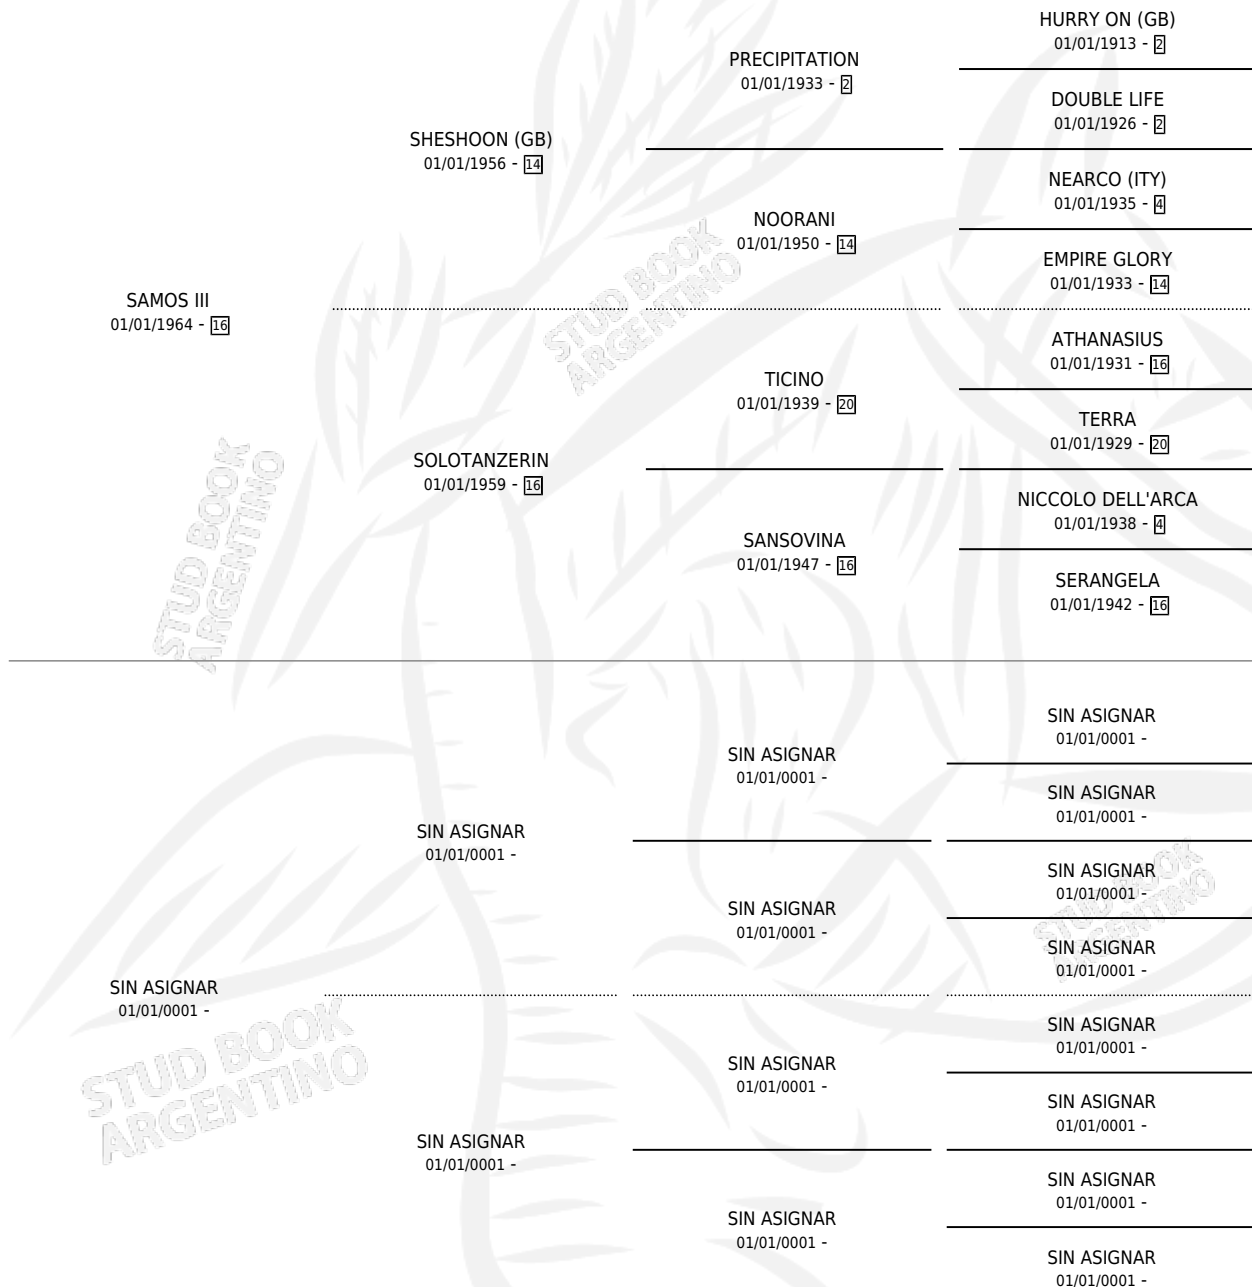 HURRY ON (GB)
01/01/1913 - 2
PRECIPITATION
01/01/1933 - 2
DOUBLE LIFE
01/01/1926 - 2
SHESHOON (GB)
01/01/1956 - 14
NEARCO (ITY)
01/01/1935 - 4
NOORANI
01/01/1950 - 14
EMPIRE GLORY
01/01/1933 - 14
SAMOS III
01/01/1964 - 16
ATHANASIUS
01/01/1931 - 16
TICINO
01/01/1939 - 20
TERRA
01/01/1929 - 20
SOLOTANZERIN
01/01/1959 - 16
NICCOLO DELL'ARCA
01/01/1938 - 4
SANSOVINA
01/01/1947 - 16
SERANGELA
01/01/1942 - 16
STUD BOOK
ARGENTINO
STUD BOOK
ARGENTINO
SIN ASIGNAR
01/01/0001 -
SIN ASIGNAR
01/01/0001 -
SIN ASIGNAR
01/01/0001 -
SIN ASIGNAR
01/01/0001 -
SIN ASIGNAR
01/01/0001 -
SIN ASIGNAR
01/01/0001 -
SIN ASIGNAR
01/01/0001 -
SIN ASIGNAR
01/01/0001 -
SIN ASIGNAR
01/01/0001 -
SIN ASIGNAR
01/01/0001 -
SIN ASIGNAR
01/01/0001 -
SIN ASIGNAR
01/01/0001 -
SIN ASIGNAR
01/01/0001 -
SIN ASIGNAR
01/01/0001 -
SIN ASIGNAR
01/01/0001 -
STUD BOOK
ARGENTINO
STUD BOOK
ARGENTINO